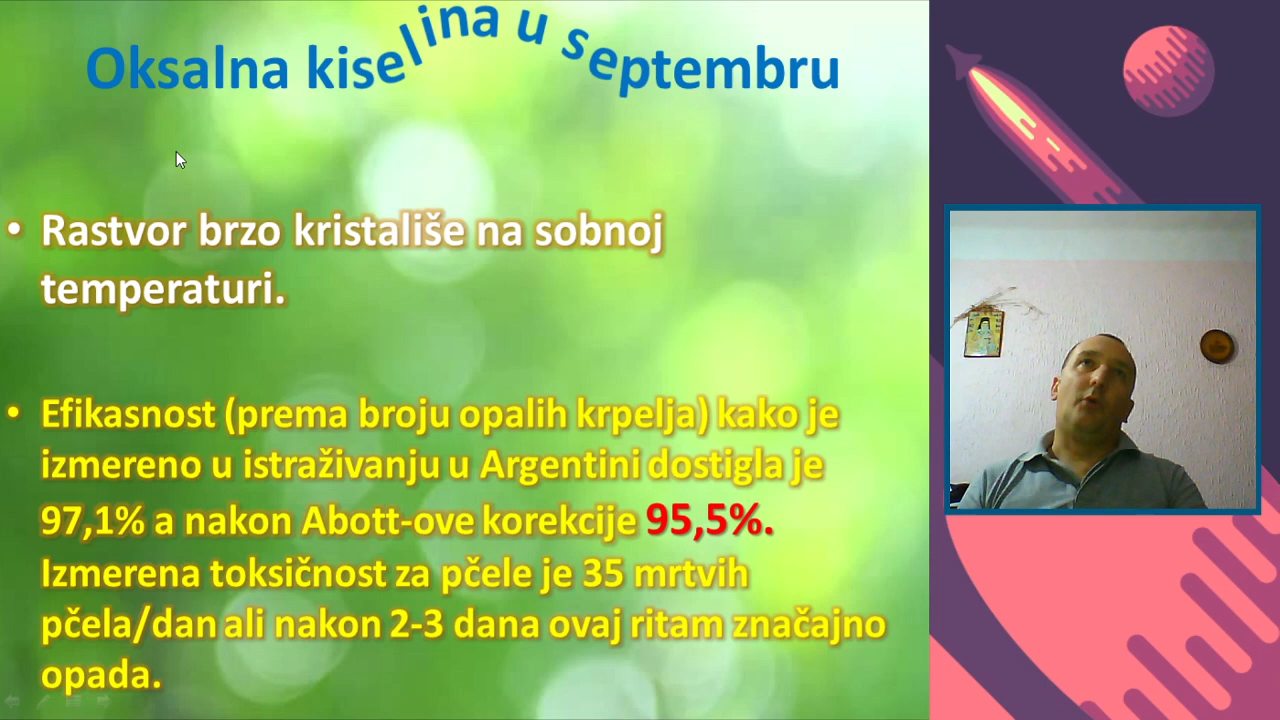 Oksalna kiselina u septembru
• Rastvor brzo kristališe na sobnoj
temperaturi.
• Efikasnost (prema broju opalih krpelja) kako je
izmereno u istraživanju u Argentini dostigla je
97,1% a nakon Abott-ove korekcije 95,5%.
Izmerena toksičnost za pčele je 35 mrtvih
pčela/dan ali nakon 2-3 dana ovaj ritam značajno
opada.